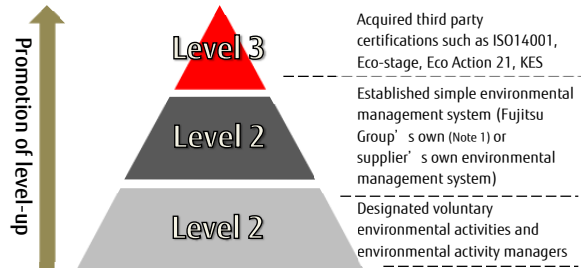 Promotion of level-up
Level 3
Acquired third party
certifications such as ISO14001,
Eco-stage, Eco Action 21, KES
Level 2
Established simple environmental
management system (Fujitsu
Group's own (Note 1) or
supplier's own environmental
management system)
Level 2
Designated voluntary
environmental activities and
environmental activity managers